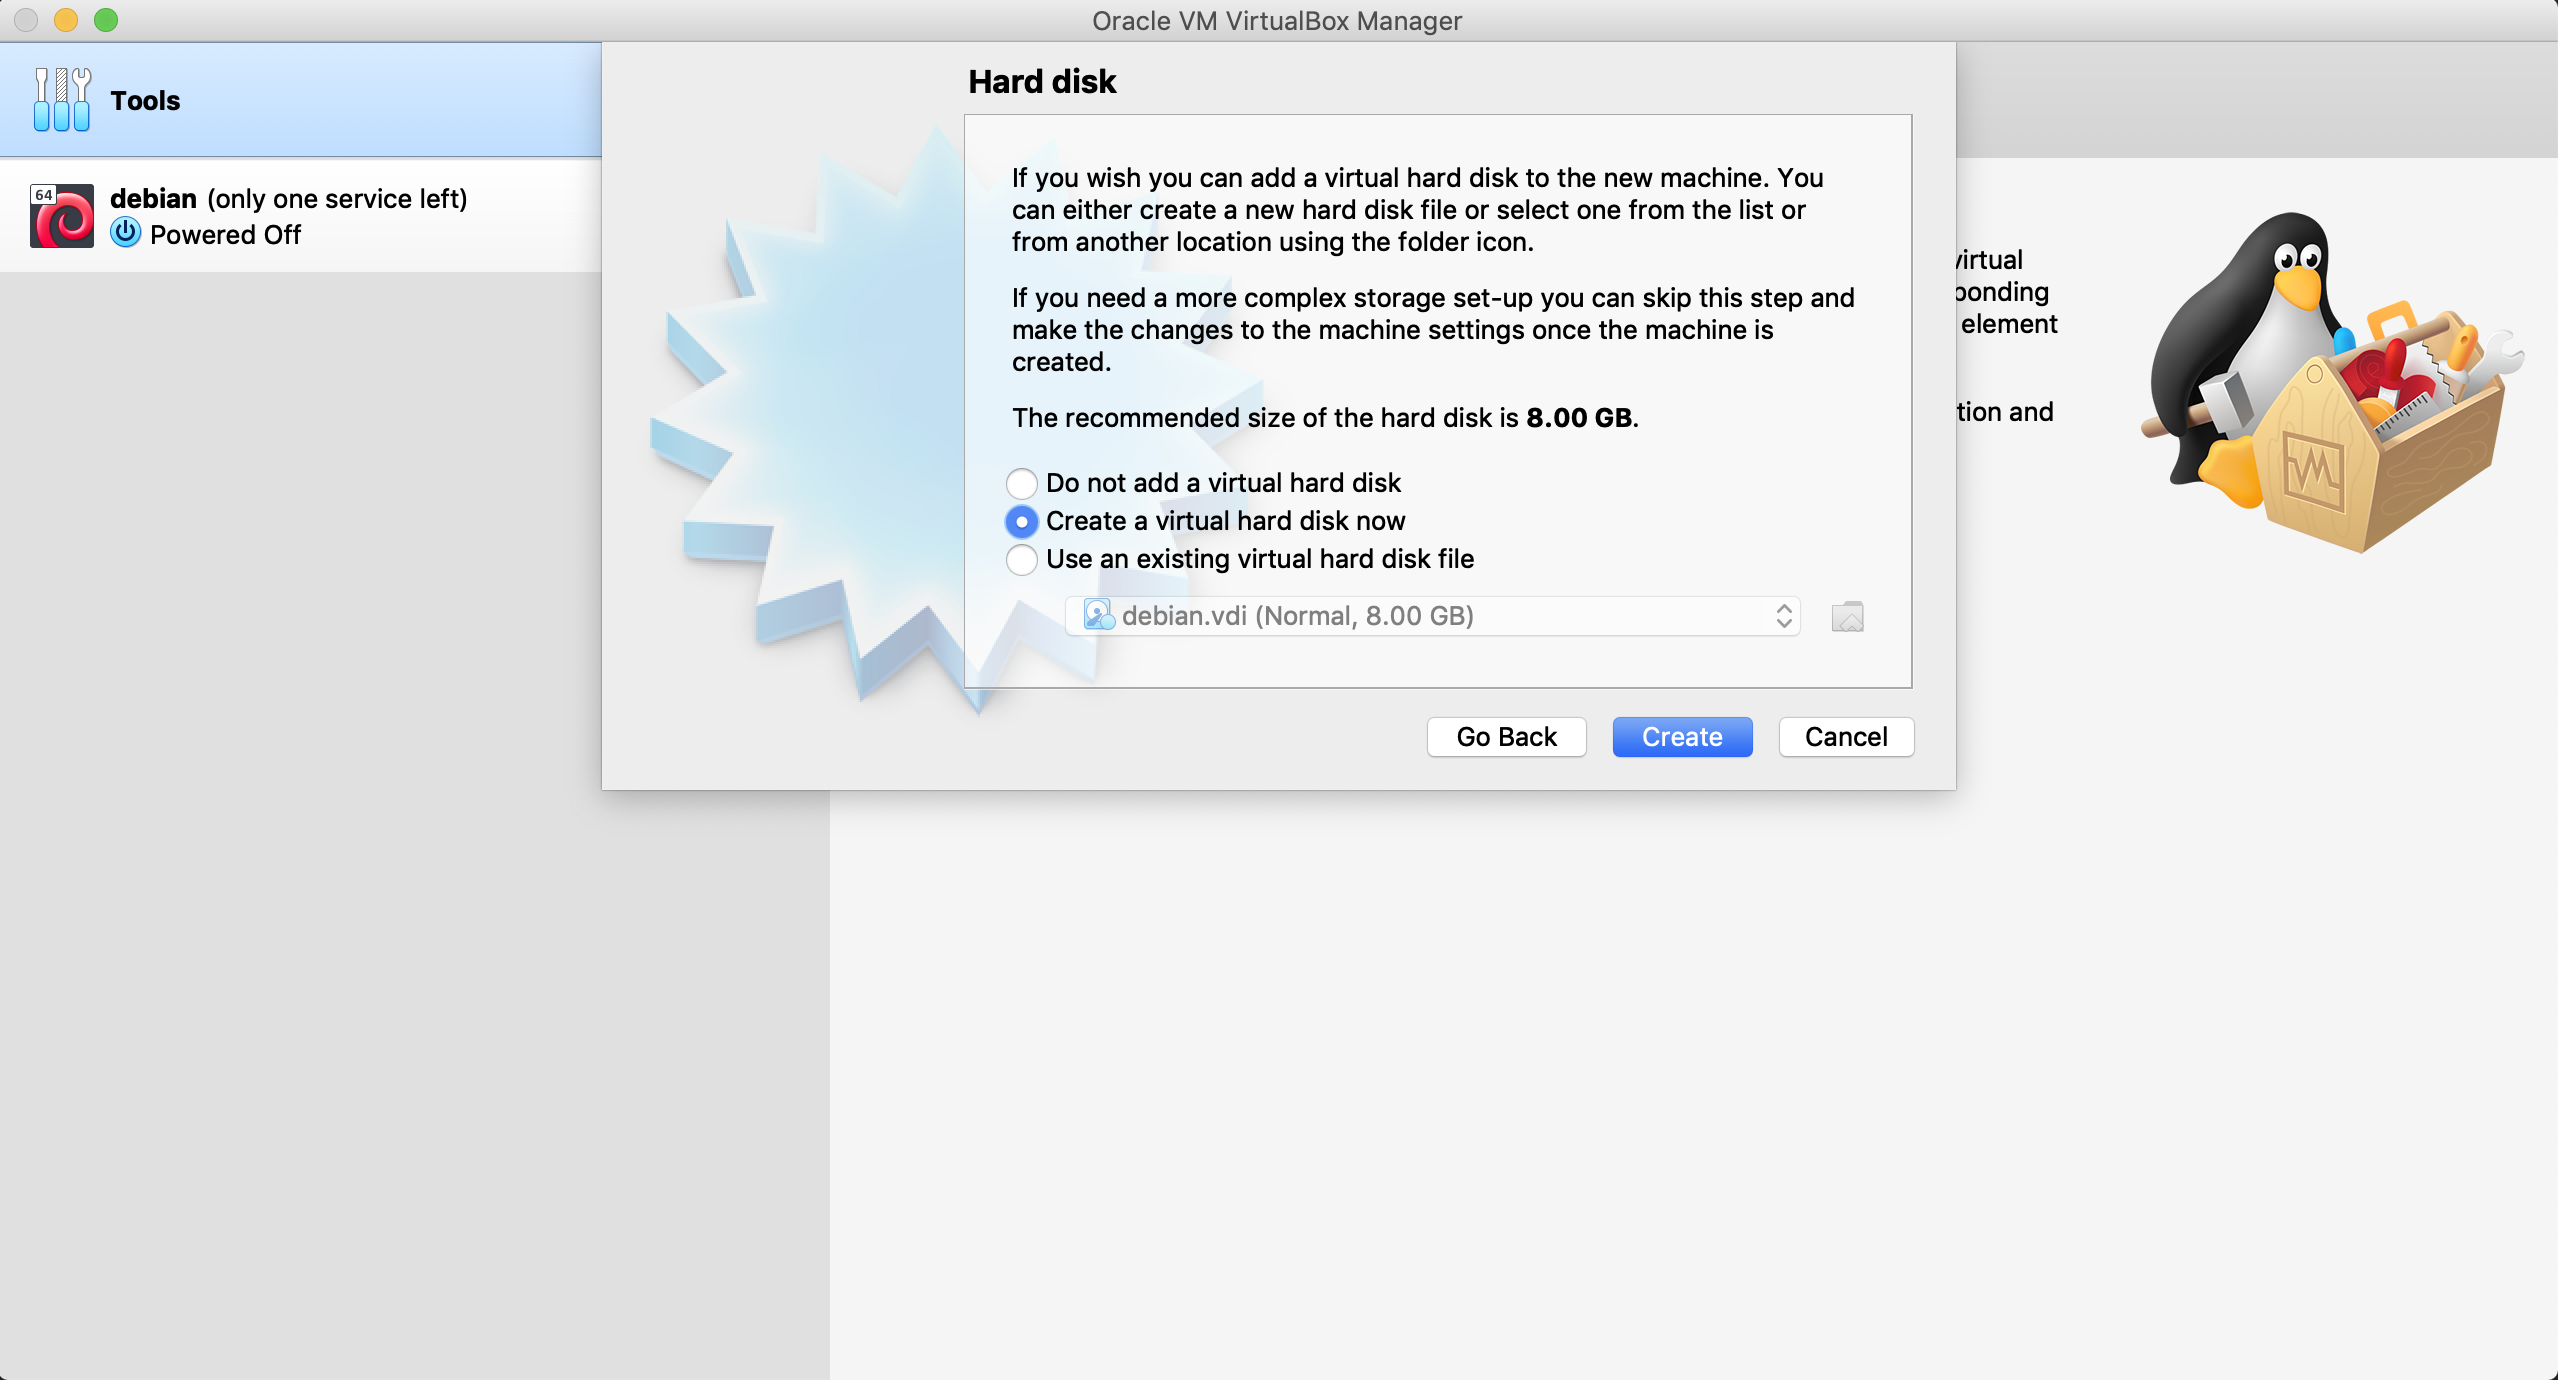 Oracle VM VirtualBox Manager
Tools
64
debian (only one service left)
Powered Off
Hard disk
If you wish you can add a virtual hard disk to the new machine. You
can either create a new hard disk file or select one from the list or
from another location using the folder icon.
If you need a more complex storage set-up you can skip this step and
make the changes to the machine settings once the machine is
created.
The recommended size of the hard disk is 8.00 GB.
Do not add a virtual hard disk
Create a virtual hard disk now
Use an existing virtual hard disk file
debian.vdi (Normal, 8.00 GB)
Go Back
Create
Cancel
virtual
ponding
element
tion and